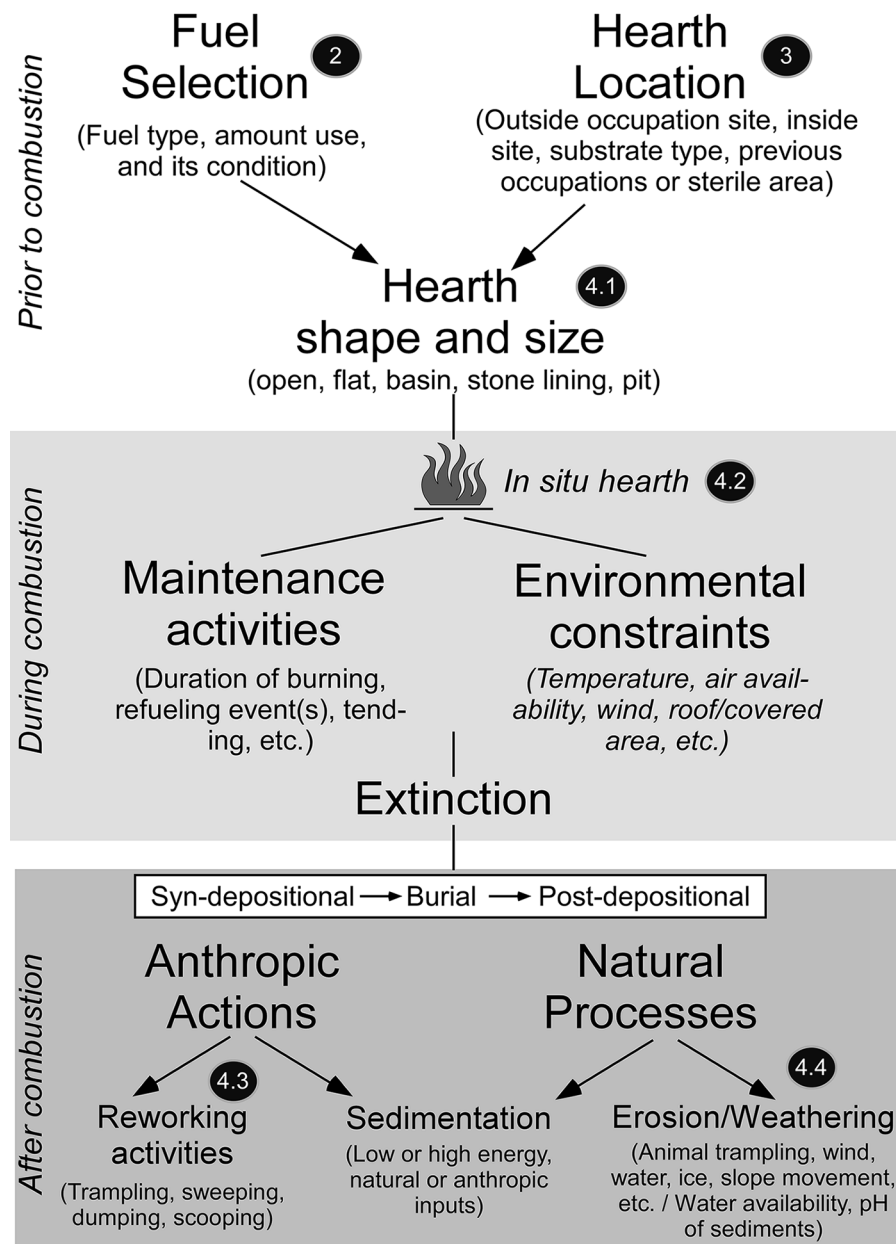 Prior to combustion
Fuel
Selection
2
(Fuel type, amount use,
and its condition)
Hearth
Location
3
(Outside occupation site, inside
site, substrate type, previous
occupations or sterile area)
Hearth
4.1
shape and size
(open, flat, basin, stone lining, pit)
During combustion
In situ hearth
4.2
Maintenance
activities
(Duration of burning,
refueling event(s), tend-
ing, etc.)
Environmental
constraints
(Temperature, air avail-
ability, wind, roof/covered
area, etc.)
Extinction
After combustion
Syn-depositional Burial Post-depositional
Anthropic
Actions
Natural
Processes
4.3
Reworking
activities
(Trampling, sweeping,
dumping, scooping)
Sedimentation
(Low or high energy,
natural or anthropic
inputs)
4.4
Erosion/Weathering
(Animal trampling, wind,
water, ice, slope movement,
etc. / Water availability, pH
of sediments)